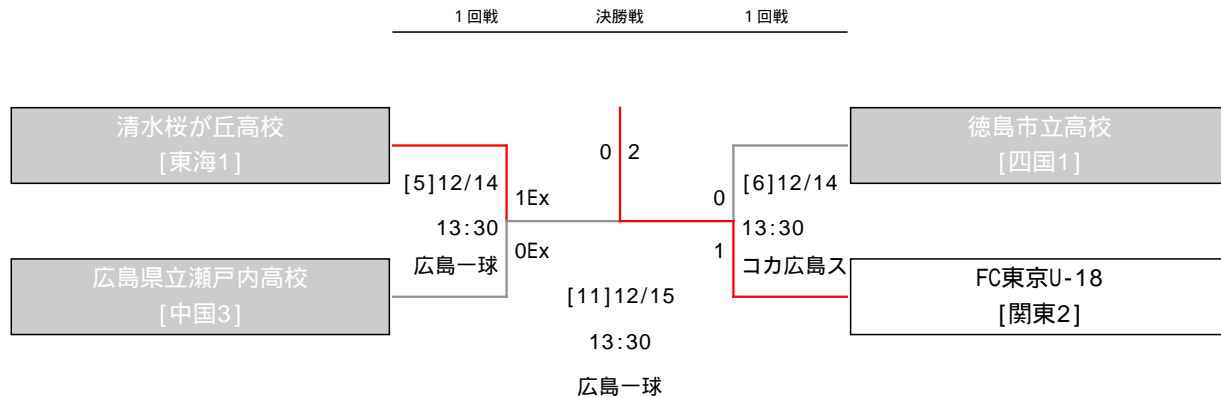 1回戦 決勝戦 1回戦
清水桜が丘高校
[東海1]
徳島市立高校
[四国1]
0 2
[5]12/14
1Ex
13:30
0Ex
広島一球
0
[6]12/14
13:30
1
コカ広島ス
広島県立瀬戸内高校
[中国3]
FC東京U-18
[関東2]
[11]12/15
13:30
広島一球